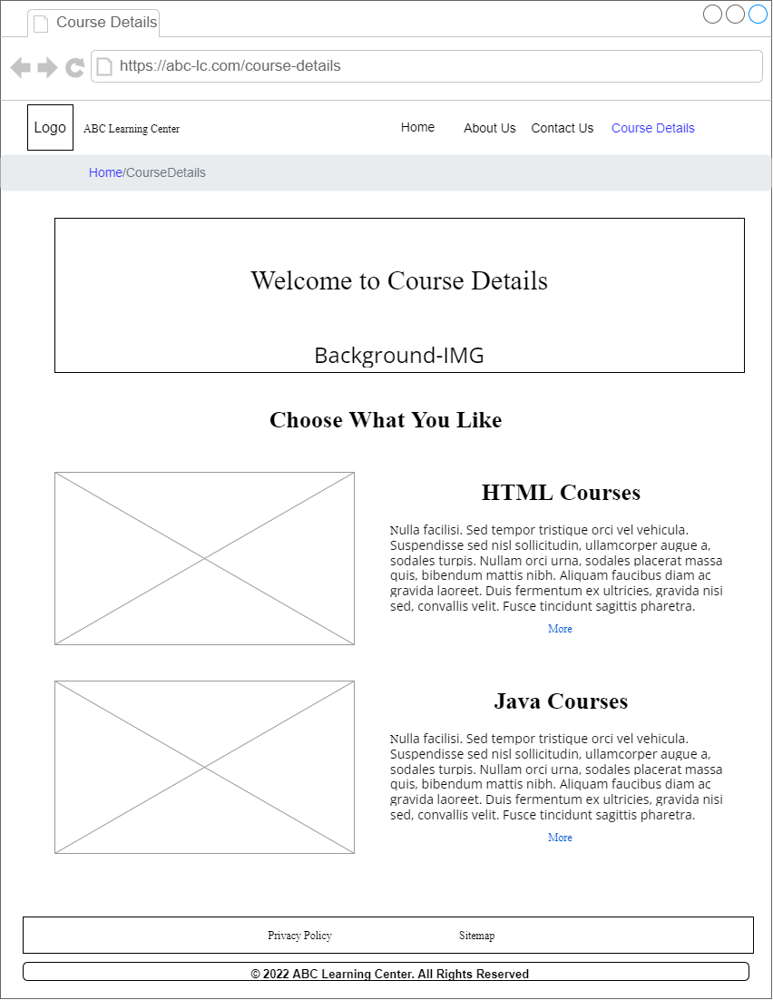 Course Details
https://abc-lc.com/course-details
Logo
ABC Learning Center
Home
About Us
Contact Us
Course Details
Home/CourseDetails
Welcome to Course Details
Background-IMG
Choose What You Like
HTML Courses
Nulla facilisi. Sed tempor tristique orci vel vehicula.
Suspendisse sed nisl sollicitudin, ullamcorper augue a,
sodales turpis. Nullam orci urna, sodales placerat massa
quis, bibendum mattis nibh. Aliquam faucibus diam ac
gravida laoreet. Duis fermentum ex ultricies, gravida nisi
sed, convallis velit. Fusce tincidunt sagittis pharetra.
More
Java Courses
Nulla facilisi. Sed tempor tristique orci vel vehicula.
Suspendisse sed nisl sollicitudin, ullamcorper augue a,
sodales turpis. Nullam orci urna, sodales placerat massa
quis, bibendum mattis nibh. Aliquam faucibus diam ac
gravida laoreet. Duis fermentum ex ultricies, gravida nisi
sed, convallis velit. Fusce tincidunt sagittis pharetra.
More
Privacy Policy
Sitemap
© 2022 ABC Learning Center. All Rights Reserved